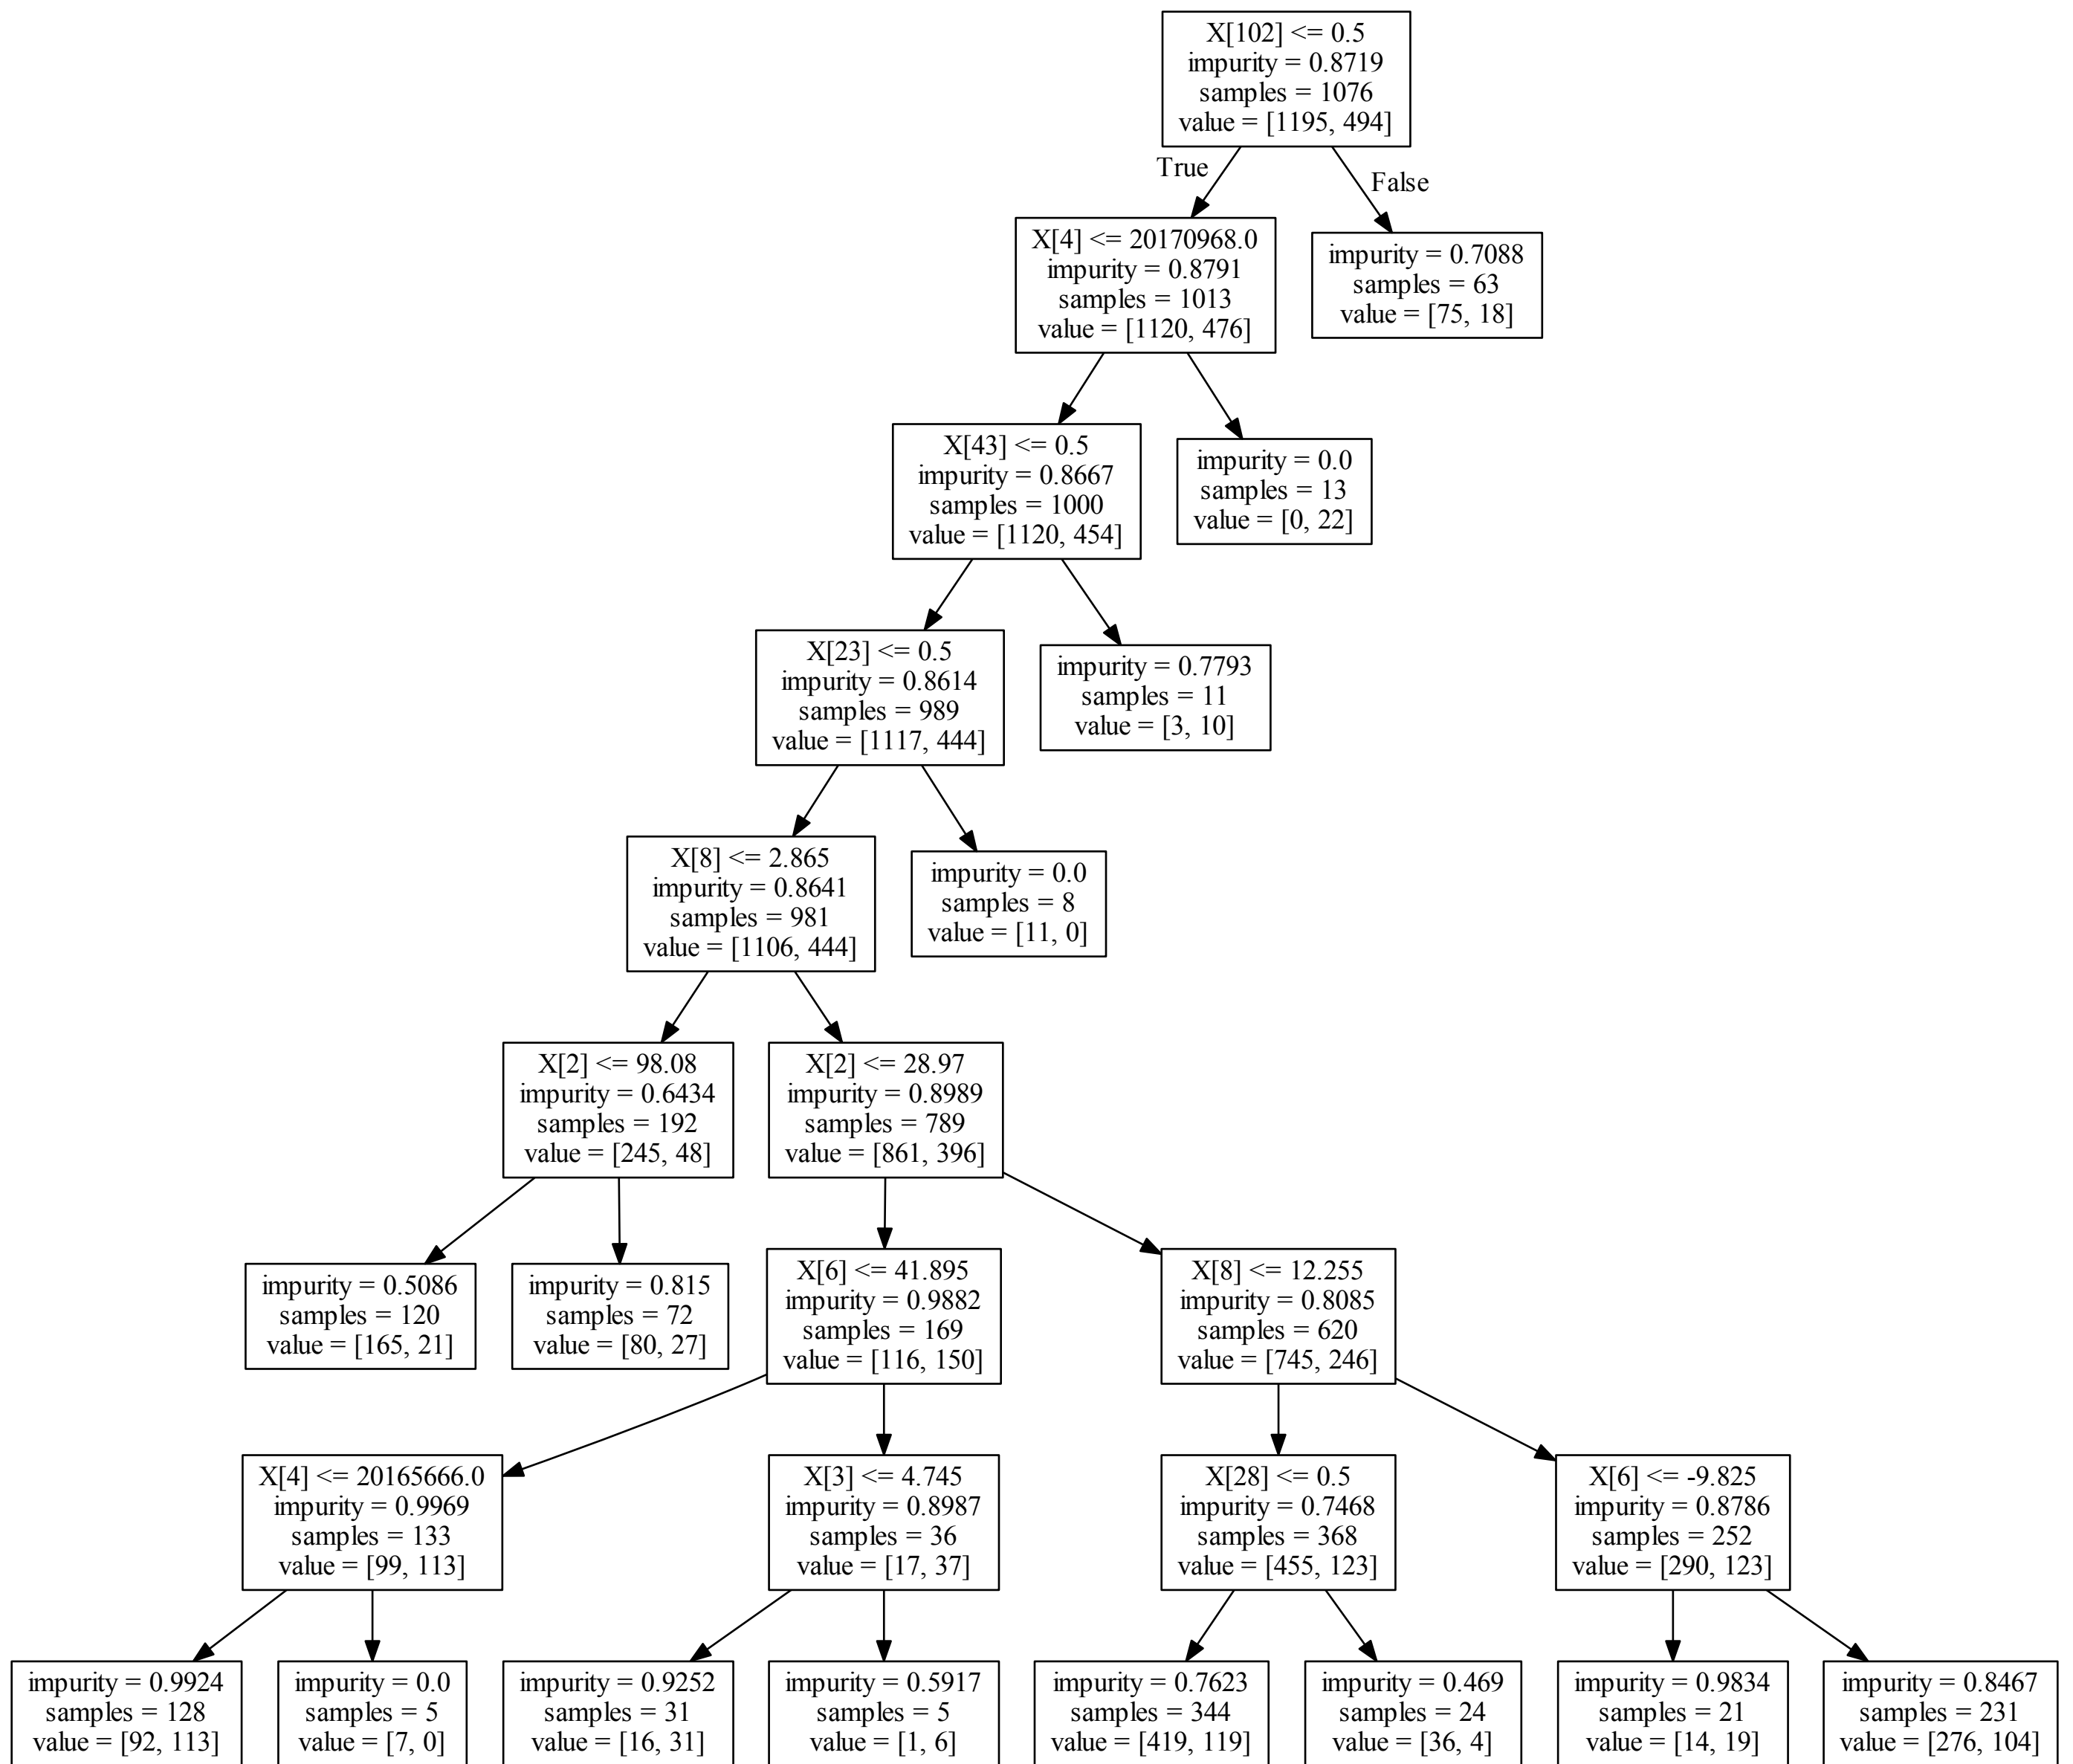 X[102] <= 0.5
impurity = 0.8719
samples = 1076
value = [1195, 494]
True
False
X[4] <= 20170968.0
impurity = 0.8791
samples = 1013
value = [1120, 476]
impurity = 0.7088
samples = 63
value = [75, 18]
X[43] <= 0.5
impurity = 0.8667
samples = 1000
value = [1120, 454]
impurity = 0.0
samples = 13
value = [0, 22]
X[23] <= 0.5
impurity = 0.8614
samples = 989
value = [1117, 444]
impurity = 0.7793
samples = 11
value = [3, 10]
X[8] <= 2.865
impurity = 0.8641
samples = 981
value = [1106, 444]
impurity = 0.0
samples = 8
value = [11, 0]
X[2] <= 98.08
impurity = 0.6434
samples = 192
value = [245, 48]
X[2] <= 28.97
impurity = 0.8989
samples = 789
value = [861, 396]
impurity = 0.5086
samples = 120
value = [165, 21]
impurity = 0.815
samples = 72
value = [80, 27]
X[6] <= 41.895
impurity = 0.9882
samples = 169
value = [116, 150]
X[8] <= 12.255
impurity = 0.8085
samples = 620
value = [745, 246]
X[4] <= 20165666.0
impurity = 0.9969
samples = 133
value = [99, 113]
X[3] <= 4.745
impurity = 0.8987
samples = 36
value = [17, 37]
X[28] <= 0.5
impurity = 0.7468
samples = 368
value = [455, 123]
X[6] <= -9.825
impurity = 0.8786
samples = 252
value = [290, 123]
impurity = 0.9924
samples = 128
value = [92, 113]
impurity = 0.0
samples = 5
value = [7, 0]
impurity = 0.9252
samples = 31
value = [16, 31]
impurity = 0.5917
samples = 5
value = [1, 6]
impurity = 0.7623
samples = 344
value = [419, 119]
impurity = 0.469
samples = 24
value = [36, 4]
impurity = 0.9834
samples = 21
value = [14, 19]
impurity = 0.8467
samples = 231
value = [276, 104]